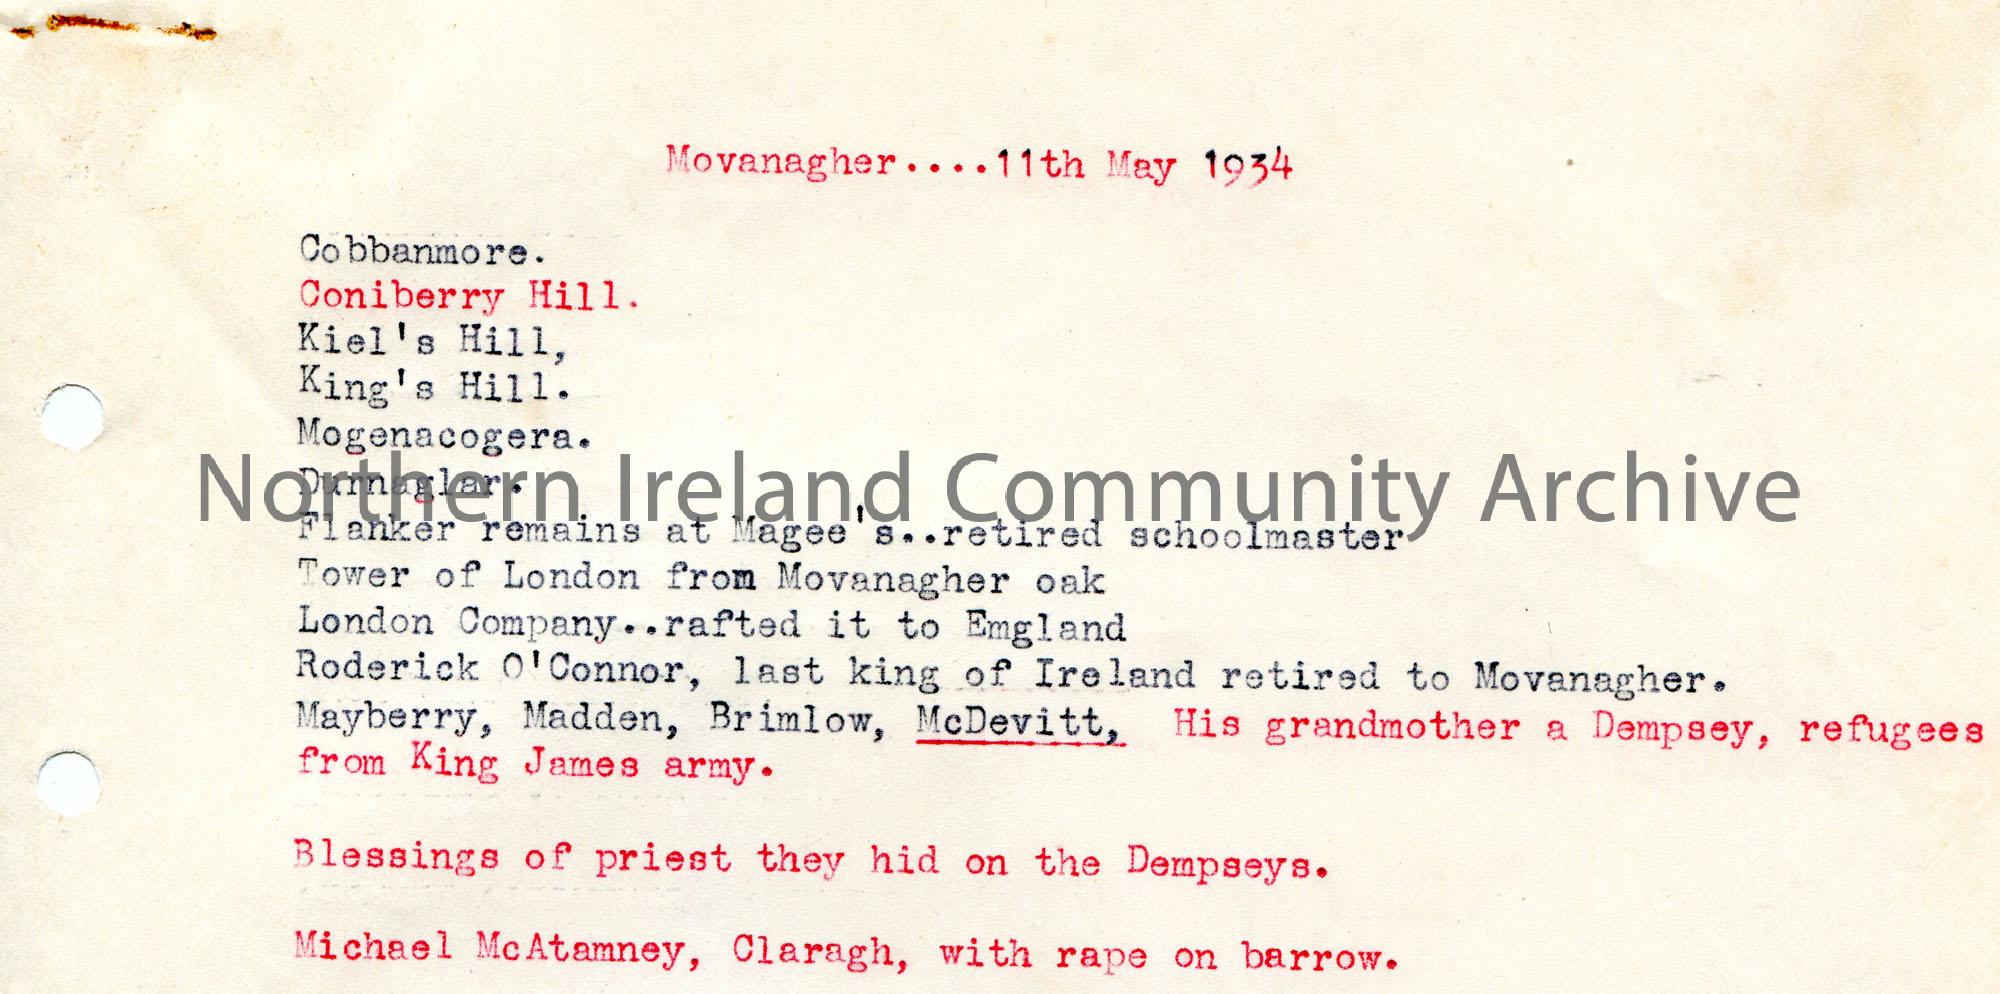 Movanagher....11th May 1934
Cobbanmore.
Coniberry Hill.
Kiel's Hill,
King's Hill.
Mogenacogera.
Durnaglar.
Northern Ireland Community Archive
Flanker remains at Magee's..retired schoolmaster
Tower of London from Movanagher oak
London Company..rafted it to Emgland
Roderick O'Connor, last king of Ireland retired to Movanagher.
Mayberry, Madden, Brimlow, McDevitt, His grandmother a Dempsey, refugees
from King James army.
Blessings of priest they hid on the Dempseys.
Michael McAtamney, Claragh, with rape on barrow.